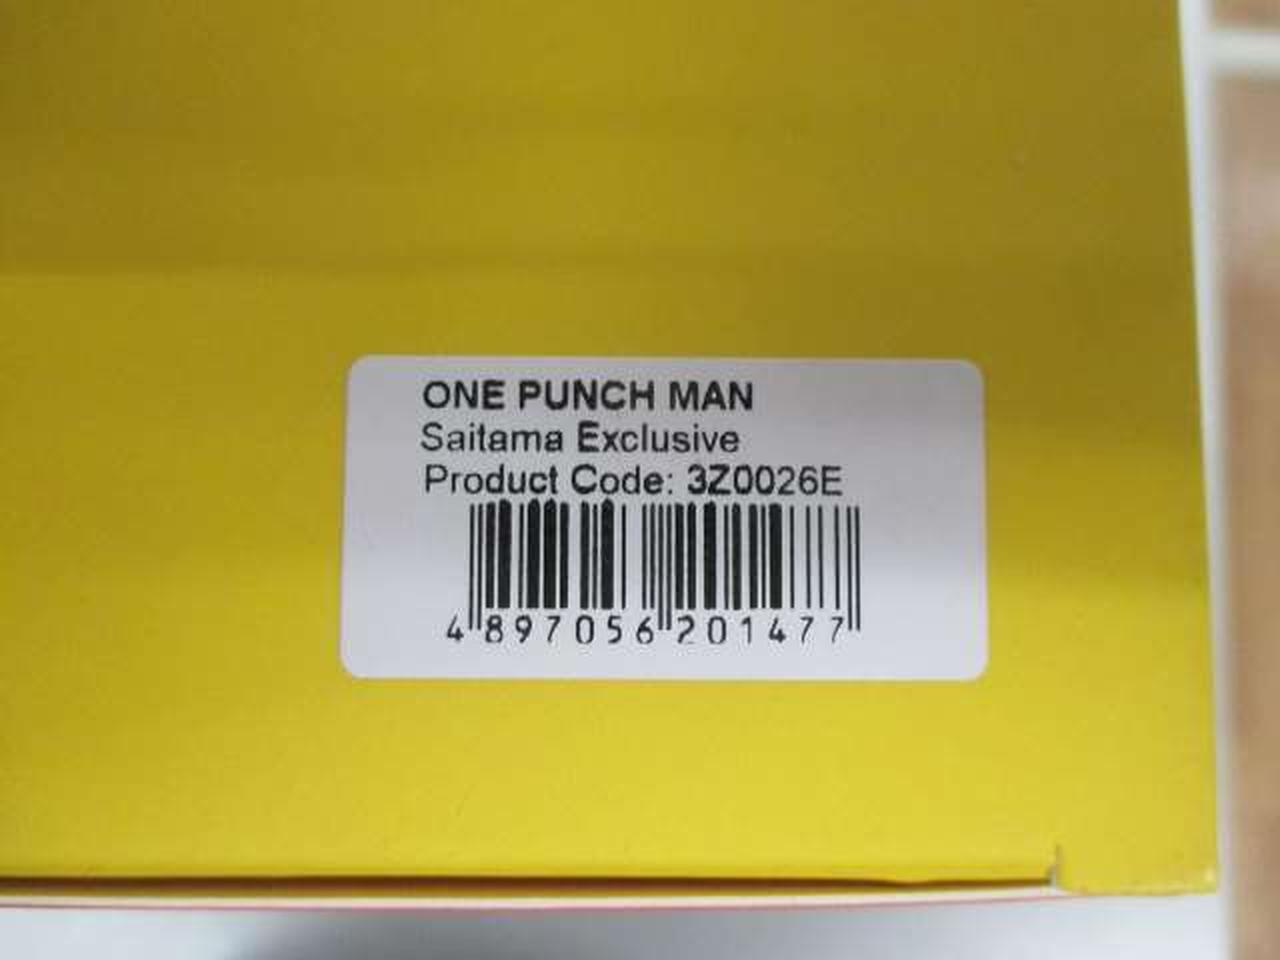 ONE PUNCH MAN
Saitama Exclusive
Product Code: 3Z0026E
4 897056 201477